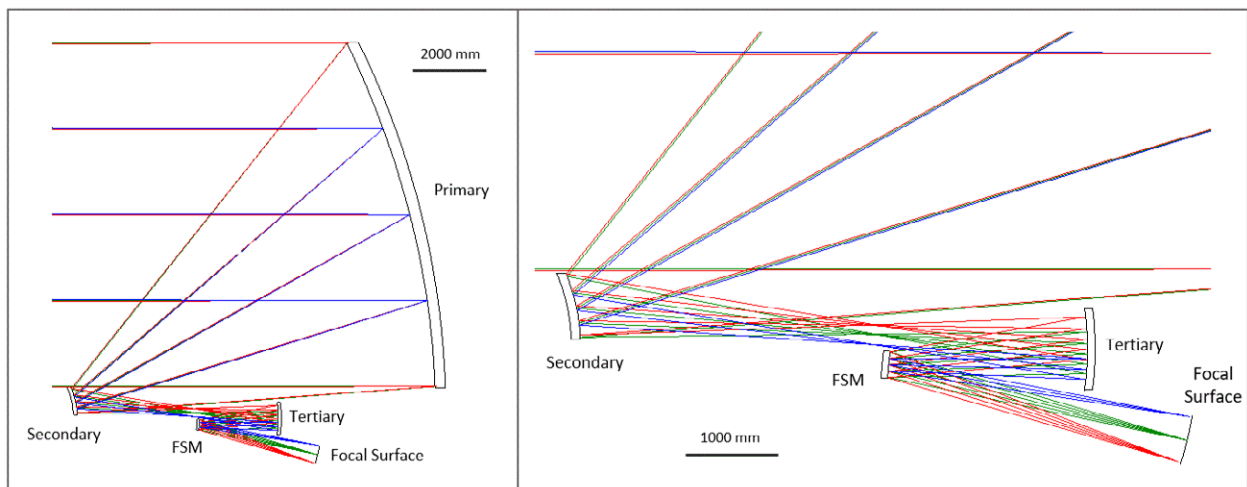 2000 mm
Primary
Secondary
Tertiary
FSM
Focal Surface
Secondary
FSM
Tertiary
Focal
Surface
1000 mm